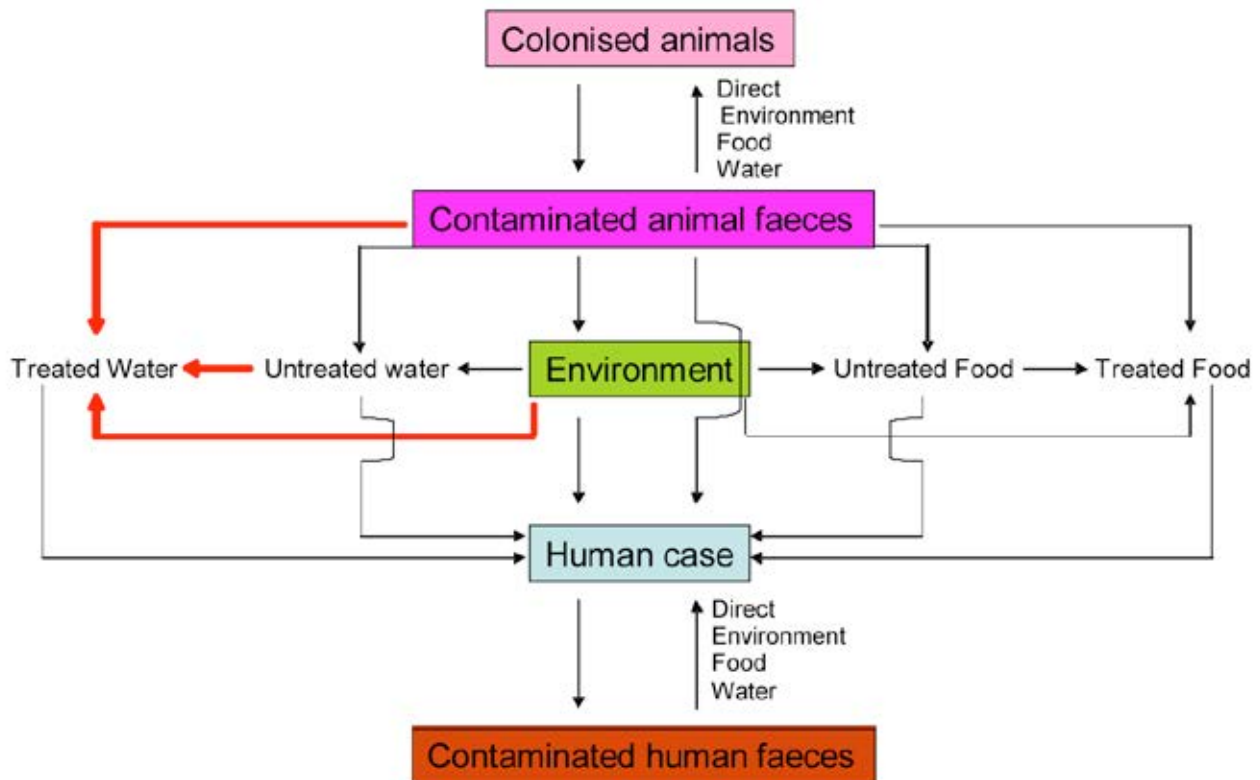 Colonised animals
Direct
Environment
Food
Water
Contaminated animal faeces
Treated Water
Untreated water
Environment
Untreated Food
Treated Food
Human case
Direct
Environment
Food
Water
Contaminated human faeces